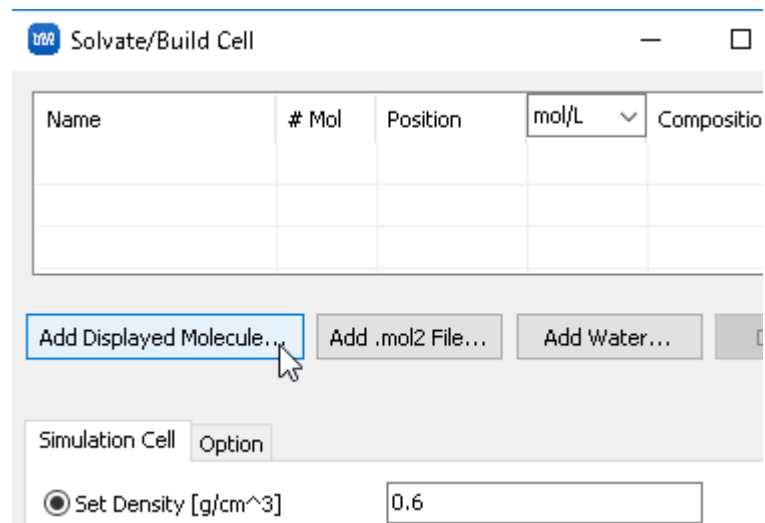 Solvate/Build Cell
Name # Mol Position mol/L
Add Displayed Molecule... Add .mol2 File... Add Water...
Simulation Cell Option
Set Density [g/cm^3] 0.6